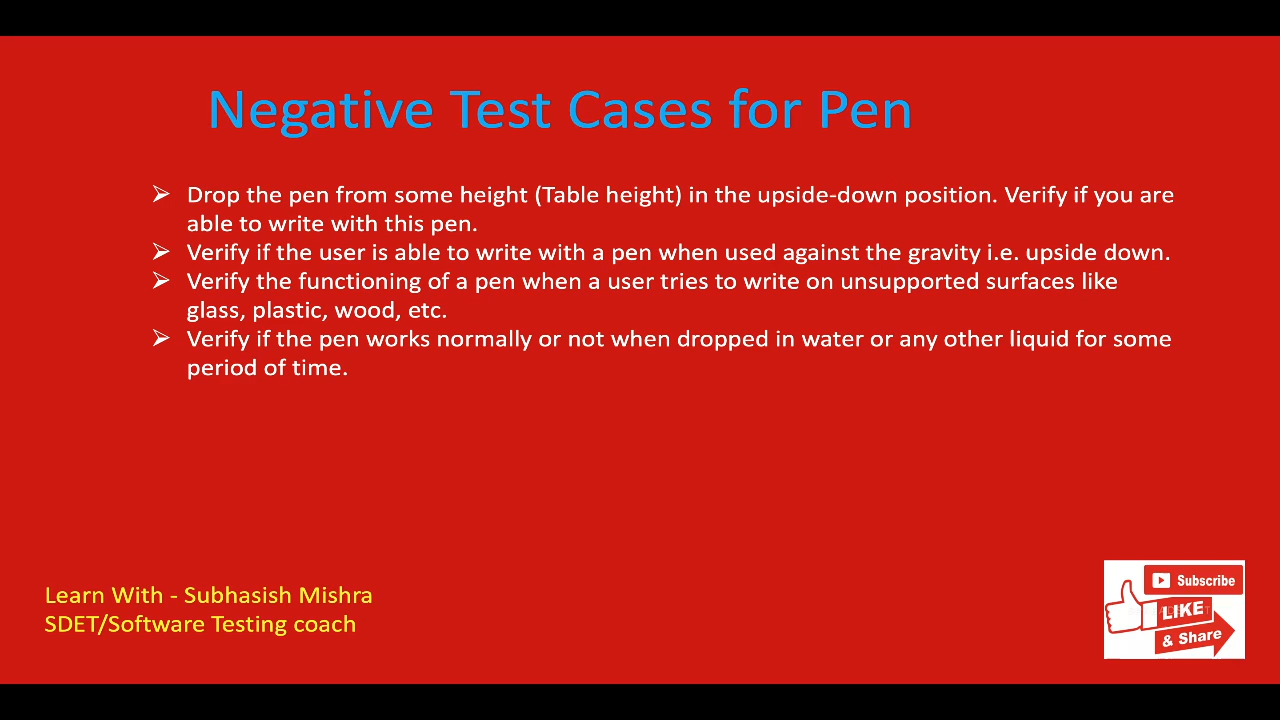 Negative Test Cases for Pen
➢ Drop the pen from some height (Table height) in the upside-down position. Verify if you are
able to write with this pen.
➢ Verify if the user is able to write with a pen when used against the gravity i.e. upside down.
➢ Verify the functioning of a pen when a user tries to write on unsupported surfaces like
glass, plastic, wood, etc.
➢ Verify if the pen works normally or not when dropped in water or any other liquid for some
period of time.
Learn With - Subhasish Mishra
SDET/Software Testing coach
Subscribe
LIKE
& Share